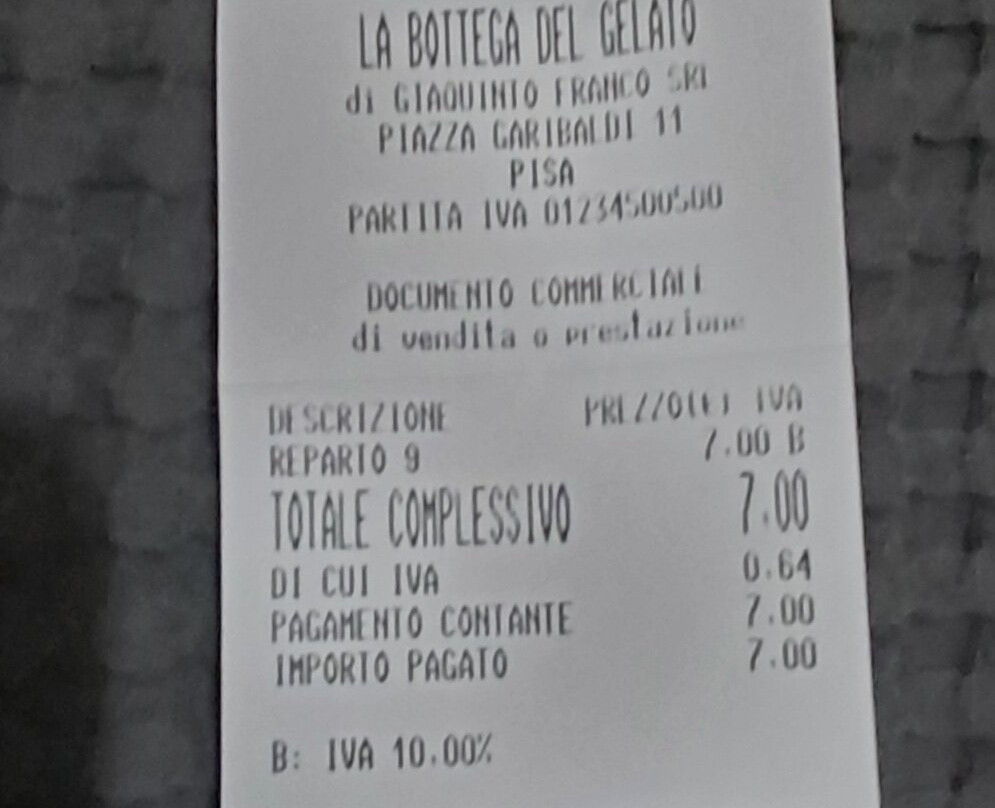 LA BOTTEGA DEL GELATO
di GIAQUINTO FRANCO SRL
PIAZZA GARIBALDI 11
PISA
PARTITA IVA 01234500500
DOCUMENTO COMMERCIALE
di vendita o prestazione
DESCRIZIONE PREZZO(€) IVA
REPARTO 9 7.00 B
TOTALE COMPLESSIVO 7.00
DI CUI IVA 0.64
PAGAMENTO CONTANTE 7.00
IMPORTO PAGATO 7.00
B: IVA 10.00%